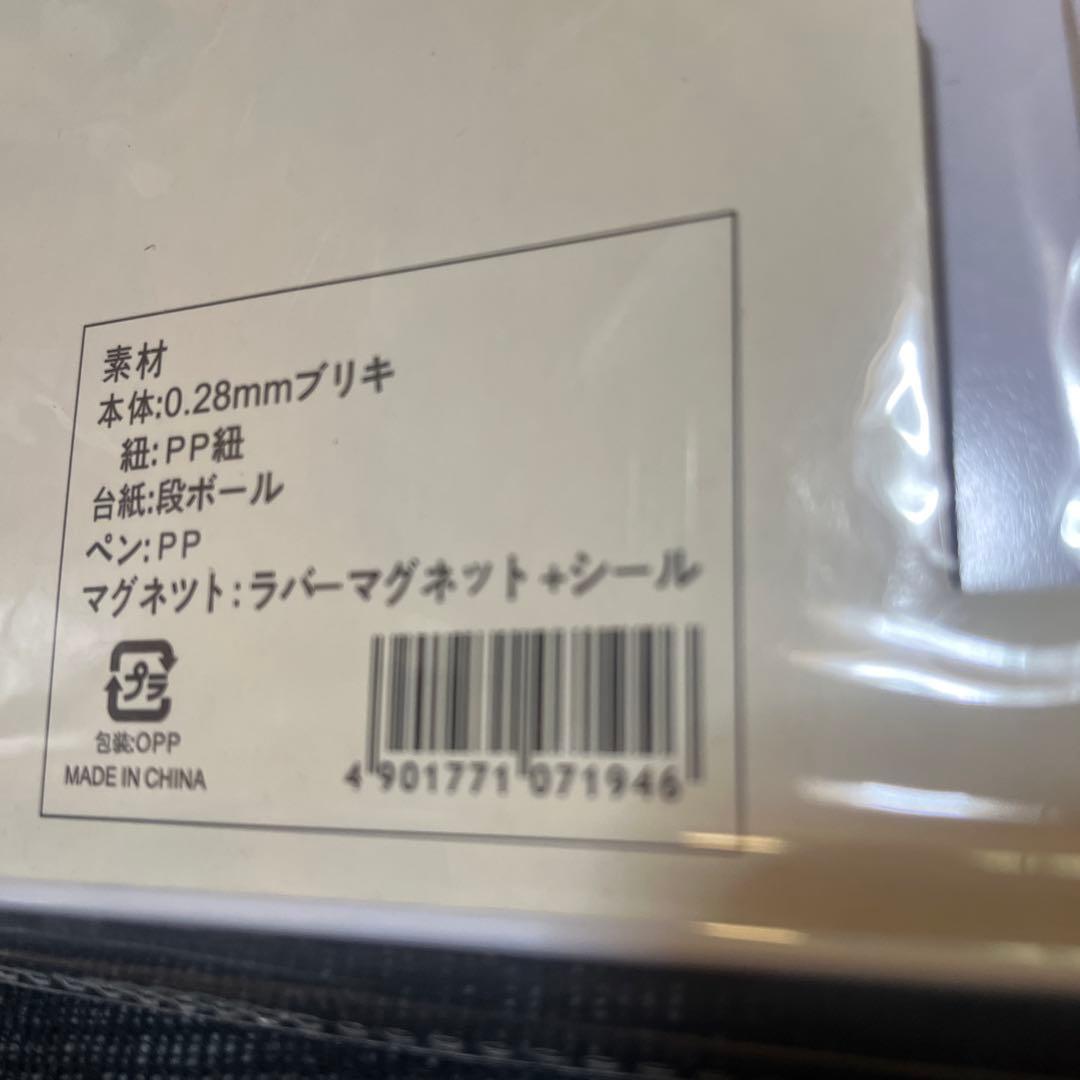 素材
本体:0.28mmブリキ
紐:PP紐
台紙:段ボール
ペン:PP
マグネツト:ラバーマグネット+シール
プラ
包装:OPP
MADE IN CHINA
4 901771 071946